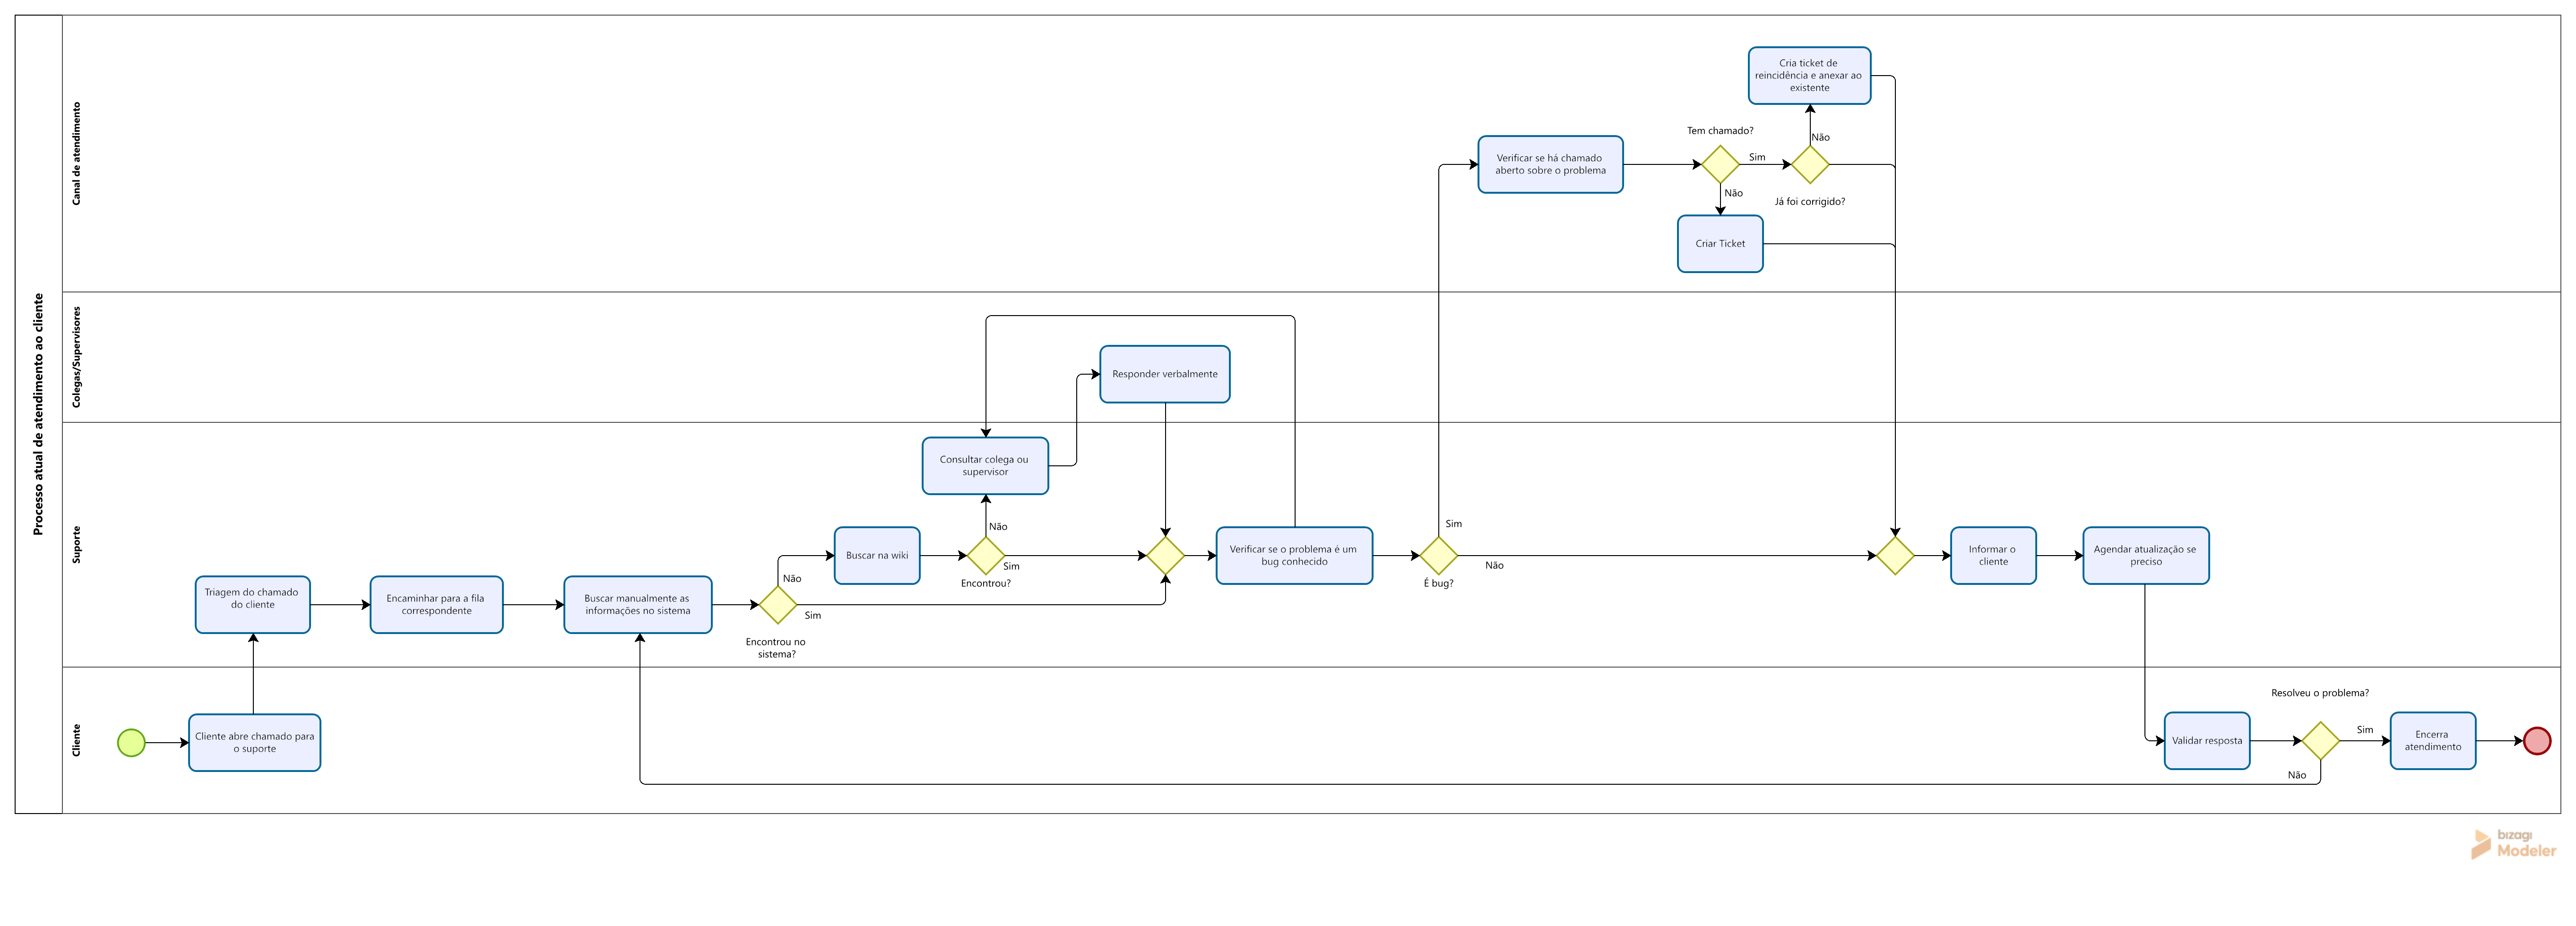 Processo atual de atendimento ao cliente
Canal de atendimento
Cria ticket de
reincidência e anexar ao
existente
Tem chamado?
Não
Verificar se há chamado
aberto sobre o problema
Sim
Não
Já foi corrigido?
Criar Ticket
Colegas/Supervisores
Responder verbalmente
Suporte
Consultar colega ou
supervisor
Não
Buscar na wiki
Sim
Encontrou?
Verificar se o problema é um
bug conhecido
Sim
É bug?
Não
Informar o
cliente
Agendar atualização se
preciso
Triagem do chamado
do cliente
Encaminhar para a fila
correspondente
Buscar manualmente as
informações no sistema
Não
Sim
Encontrou no
sistema?
Cliente
Cliente abre chamado para
o suporte
Resolveu o problema?
Validar resposta
Sim
Não
Encerra
atendimento
bizagi
Modeler